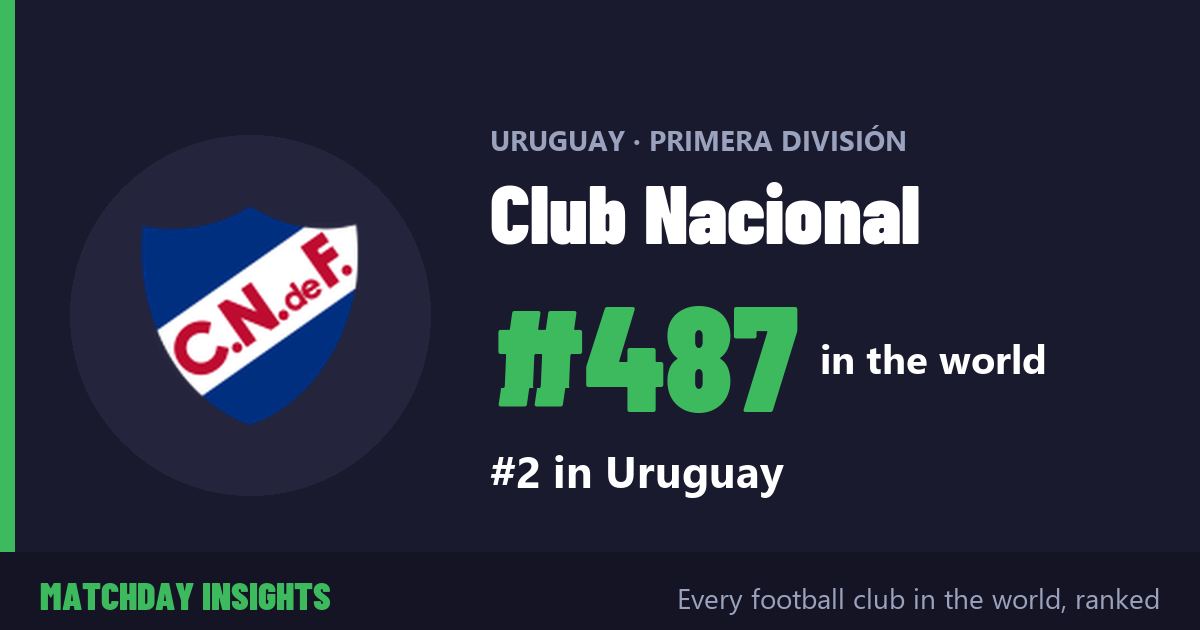 URUGUAY · PRIMERA DIVISIÓN
Club Nacional
C.N.deF.
#487 in the world
#2 in Uruguay
MATCHDAY INSIGHTS
Every football club in the world, ranked